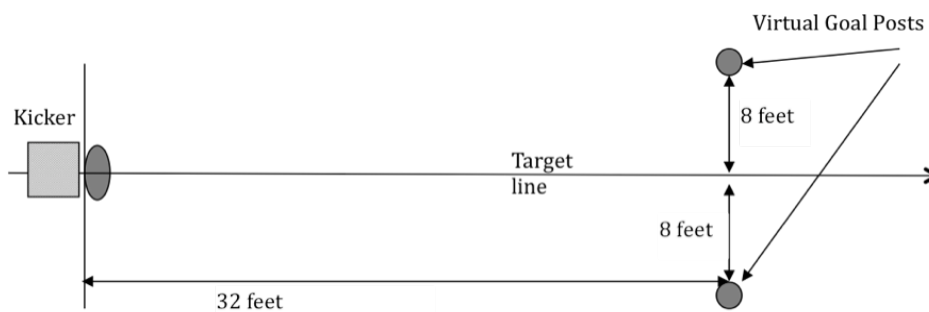 Virtual Goal Posts
Kicker
8 feet
Target
line
8 feet
32 feet